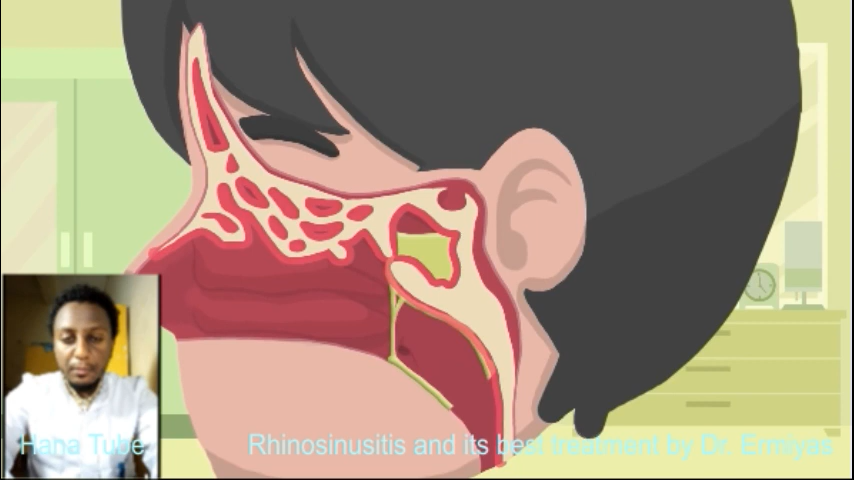 Hana Tube
Rhinosinusitis and its best treatment by Dr. Ermiyas